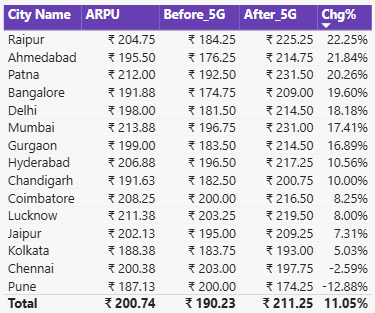 City Name ARPU Before_5G After_5G Chg%
Raipur ₹ 204.75 ₹ 184.25 ₹ 225.25 22.25%
Ahmedabad ₹ 195.50 ₹ 176.25 ₹ 214.75 21.84%
Patna ₹ 212.00 ₹ 192.50 ₹ 231.50 20.26%
Bangalore ₹ 191.88 ₹ 174.75 ₹ 209.00 19.60%
Delhi ₹ 198.00 ₹ 181.50 ₹ 214.50 18.18%
Mumbai ₹ 213.88 ₹ 196.75 ₹ 231.00 17.41%
Gurgaon ₹ 199.00 ₹ 183.50 ₹ 214.50 16.89%
Hyderabad ₹ 206.88 ₹ 196.50 ₹ 217.25 10.56%
Chandigarh ₹ 191.63 ₹ 182.50 ₹ 200.75 10.00%
Coimbatore ₹ 208.25 ₹ 200.00 ₹ 216.50 8.25%
Lucknow ₹ 211.38 ₹ 203.25 ₹ 219.50 8.00%
Jaipur ₹ 202.13 ₹ 195.00 ₹ 209.25 7.31%
Kolkata ₹ 188.38 ₹ 183.75 ₹ 193.00 5.03%
Chennai ₹ 200.38 ₹ 203.00 ₹ 197.75 -2.59%
Pune ₹ 187.13 ₹ 200.00 ₹ 174.25 -12.88%
Total ₹ 200.74 ₹ 190.23 ₹ 211.25 11.05%